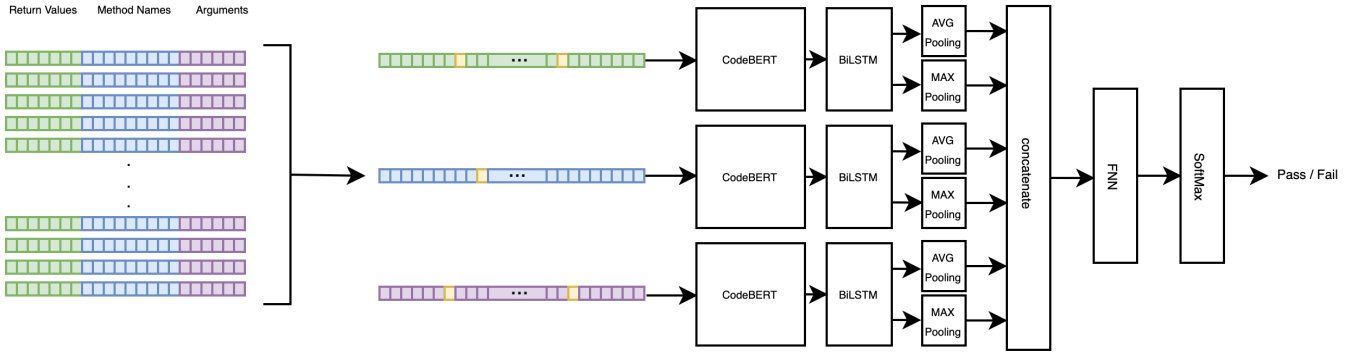 Return Values
Method Names
Arguments
CodeBERT
BiLSTM
AVG
Pooling
MAX
Pooling
CodeBERT
BiLSTM
AVG
Pooling
MAX
Pooling
CodeBERT
BiLSTM
AVG
Pooling
MAX
Pooling
concatenate
FNN
SoftMax
Pass / Fail